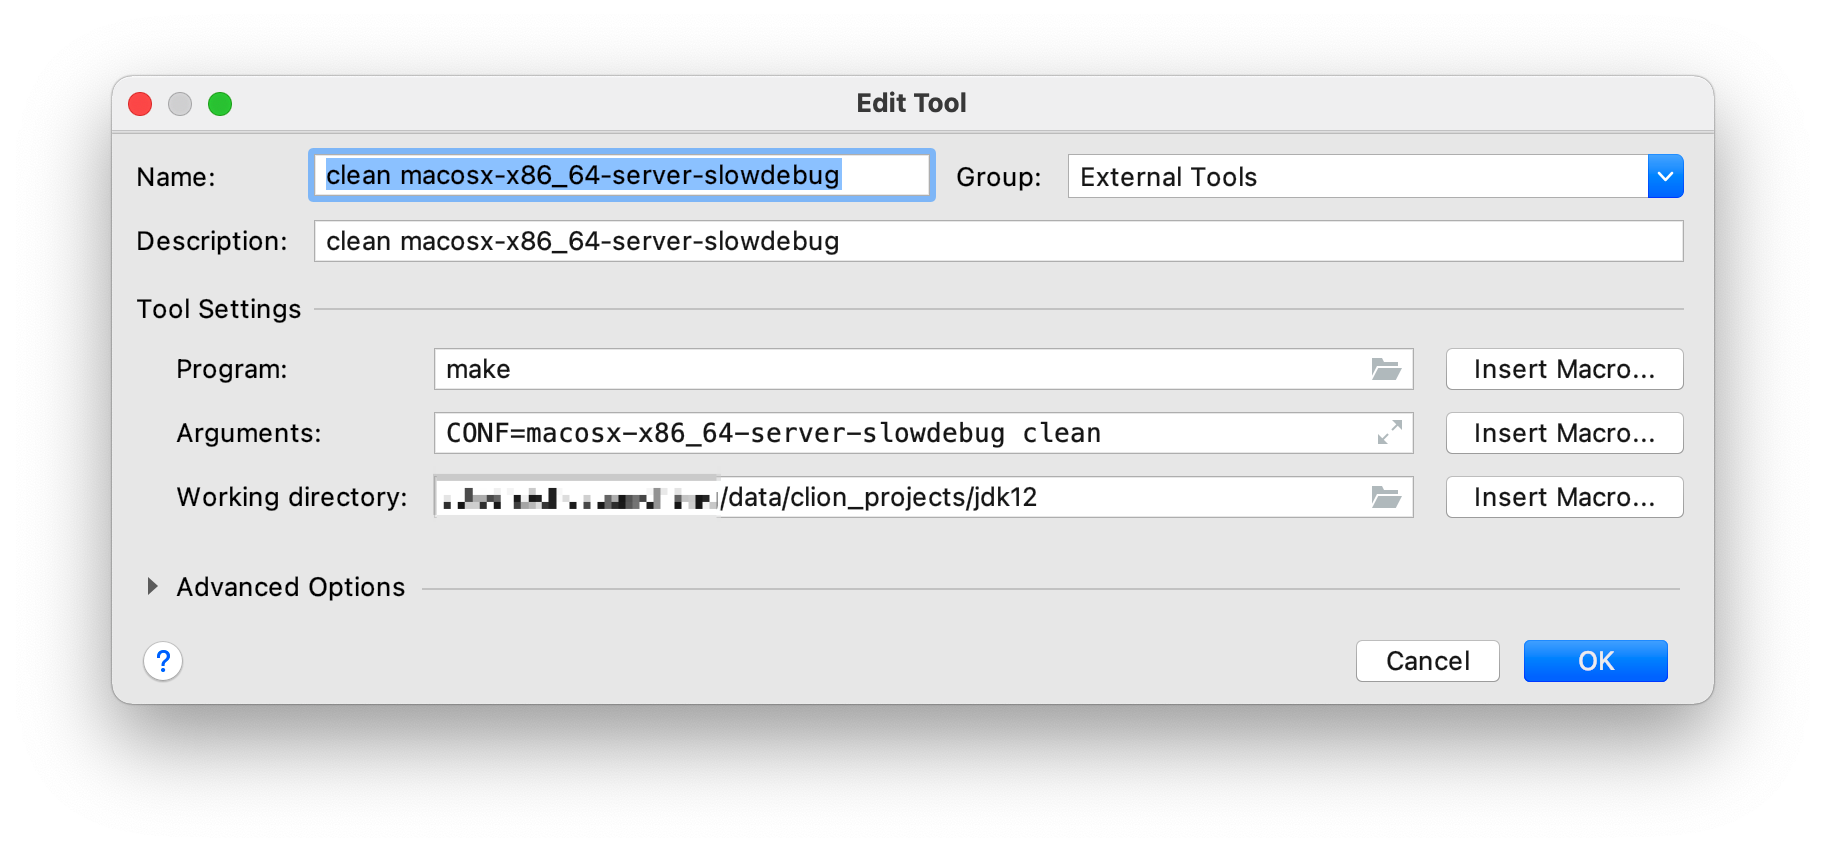 Edit Tool
Name: clean macosx-x86_64-server-slowdebug Group: External Tools
Description: clean macosx-x86_64-server-slowdebug
Tool Settings
Program: make Insert Macro...
Arguments: CONF=macosx-x86_64-server-slowdebug clean Insert Macro...
Working directory: /data/clion_projects/jdk12 Insert Macro...
Advanced Options
? Cancel OK